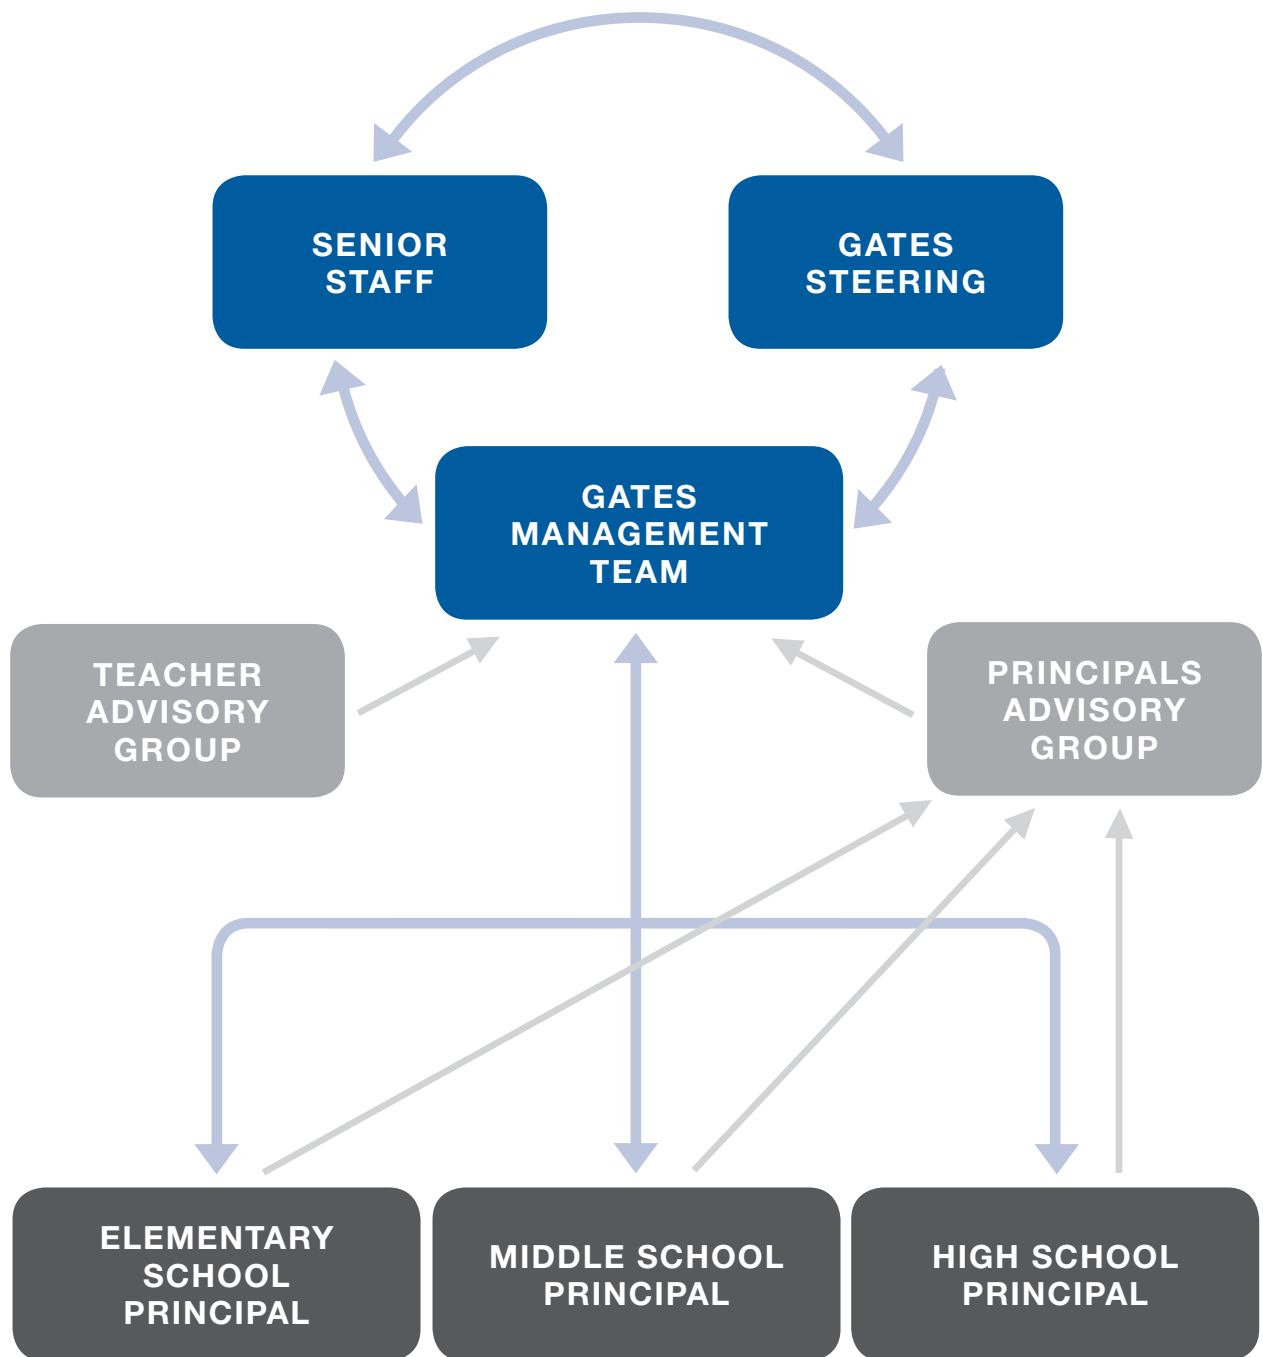 SENIOR
STAFF
GATES
STEERING
GATES
MANAGEMENT
TEAM
TEACHER
ADVISORY
GROUP
PRINCIPALS
ADVISORY
GROUP
ELEMENTARY
SCHOOL
PRINCIPAL
MIDDLE SCHOOL
PRINCIPAL
HIGH SCHOOL
PRINCIPAL